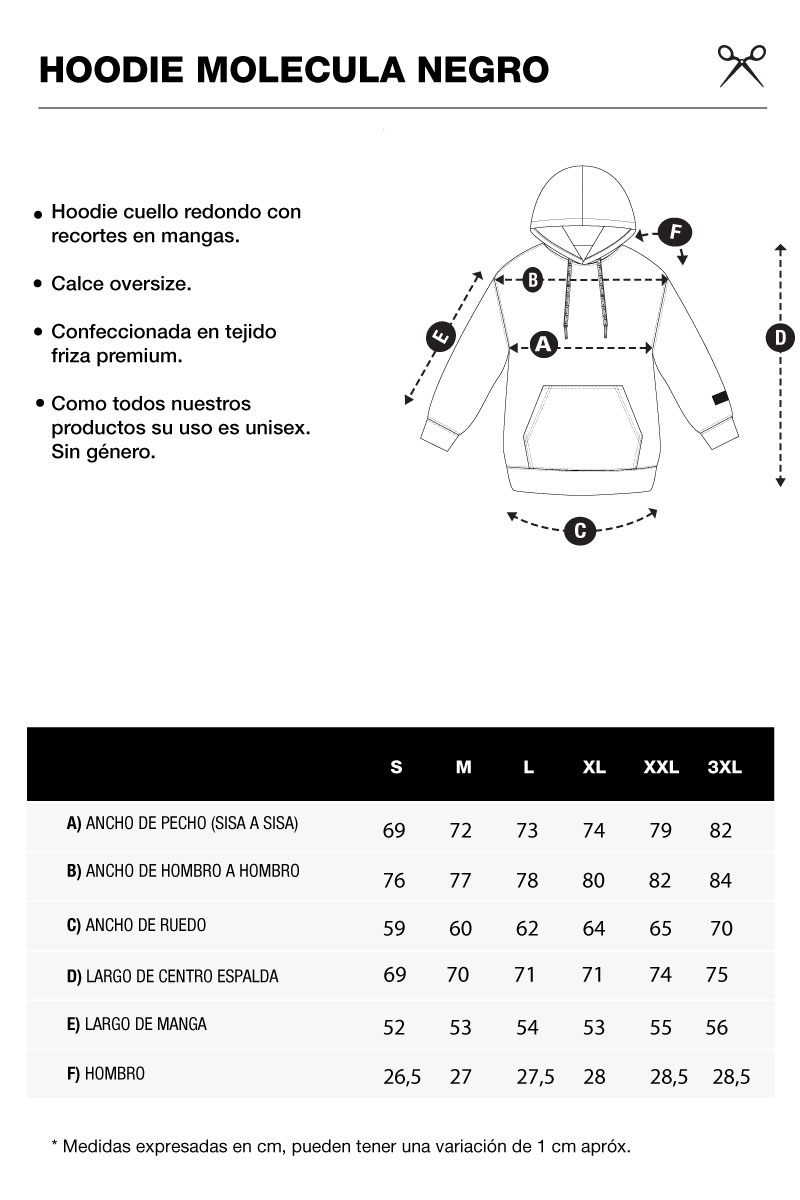 HOODIE MOLECULA NEGRO
• Hoodie cuello redondo con
recortes en mangas.
• Calce oversize.
• Confeccionada en tejido
friza premium.
• Como todos nuestros
productos su uso es unisex.
Sin género.
F
B
E
A
D
C
S M L XL XXL 3XL
A) ANCHO DE PECHO (SISA A SISA) 69 72 73 74 79 82
B) ANCHO DE HOMBRO A HOMBRO 76 77 78 80 82 84
C) ANCHO DE RUEDO 59 60 62 64 65 70
D) LARGO DE CENTRO ESPALDA 69 70 71 71 74 75
E) LARGO DE MANGA 52 53 54 53 55 56
F) HOMBRO 26,5 27 27,5 28 28,5 28,5
* Medidas expresadas en cm, pueden tener una variación de 1 cm apróx.